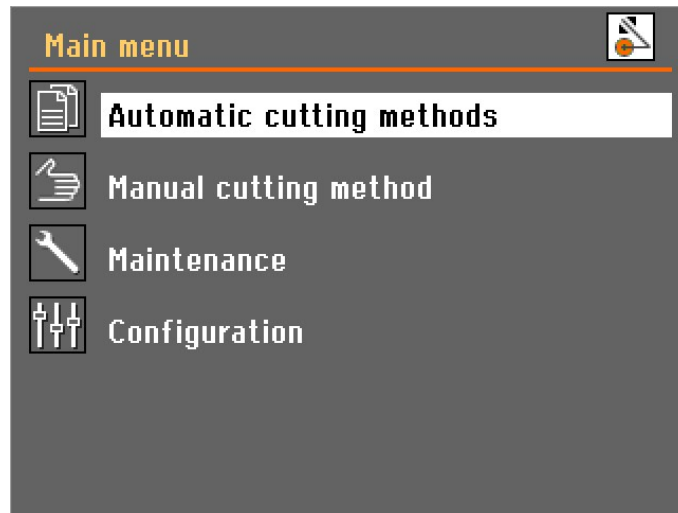 Main menu
Automatic cutting methods
Manual cutting method
Maintenance
Configuration